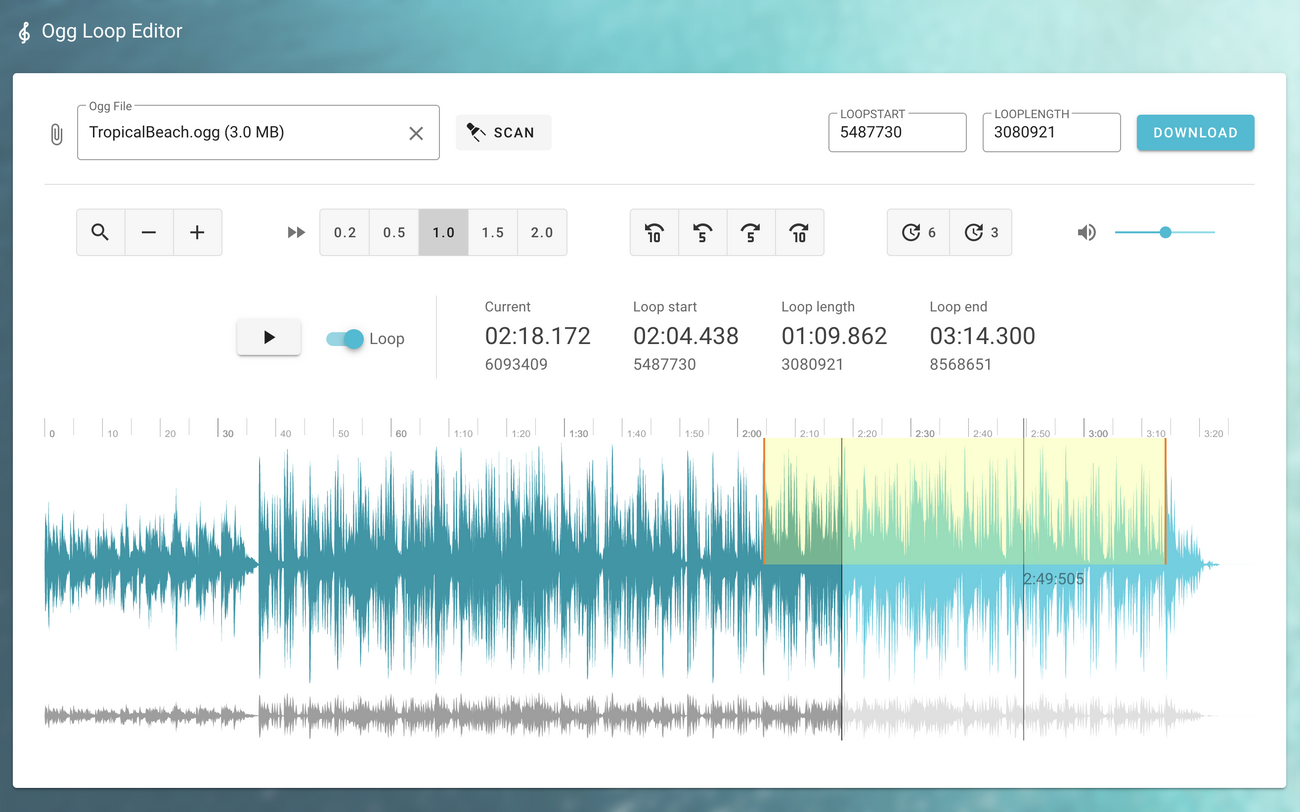 Ogg Loop Editor
Ogg File
TropicalBeach.ogg (3.0 MB)
SCAN
LOOPSTART
5487730
LOOPLENGTH
3080921
DOWNLOAD
0.2 0.5 1.0 1.5 2.0
10 5 5 10
6 3
Loop
Current
02:18.172
6093409
Loop start
02:04.438
5487730
Loop length
01:09.862
3080921
Loop end
03:14.300
8568651
0 10 20 30 40 50 60 1:10 1:20 1:30 1:40 1:50 2:00 2:10 2:20 2:30 2:40 2:50 3:00 3:10 3:20
2:49:505